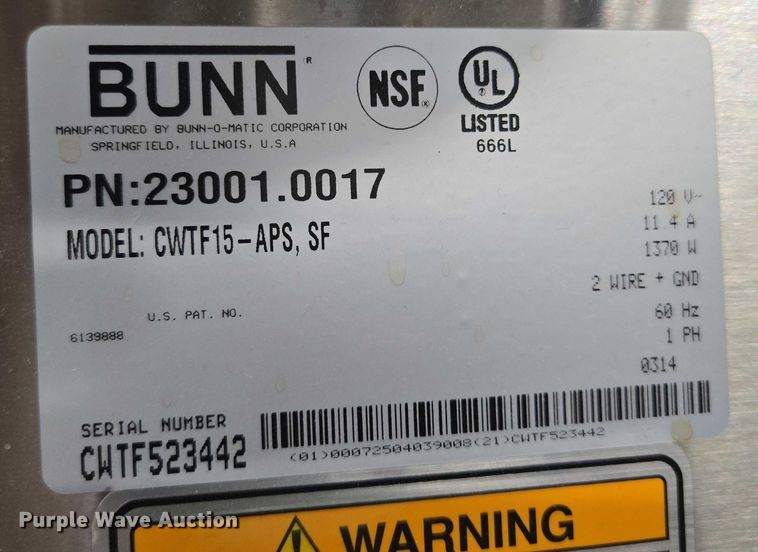 BUNN®
NSF®
UL
LISTED
666L
MANUFACTURED BY BUNN-O-MATIC CORPORATION
SPRINGFIELD, ILLINOIS, U.S.A
PN:23001.0017
MODEL: CWTF15-APS, SF
120 V~
11.4 A
1370 W
2 WIRE + GND
60 Hz
1 PH
0314
U.S. PAT. NO.
6139888
SERIAL NUMBER
CWTF523442
(01)00072504039008(21)CWTF523442
WARNING
Purple Wave Auction